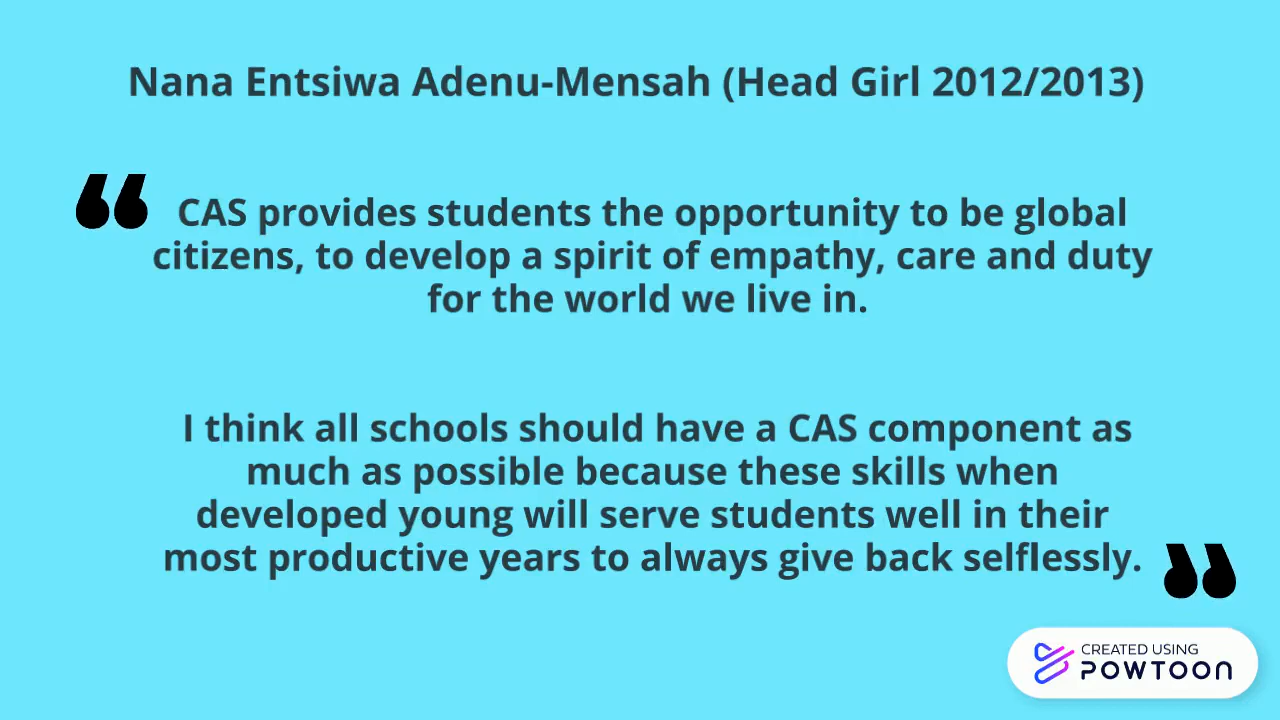 Nana Entsiwa Adenu-Mensah (Head Girl 2012/2013)
“ CAS provides students the opportunity to be global
citizens, to develop a spirit of empathy, care and duty
for the world we live in.
I think all schools should have a CAS component as
much as possible because these skills when
developed young will serve students well in their
most productive years to always give back selflessly. ”
CREATED USING
POWTOON